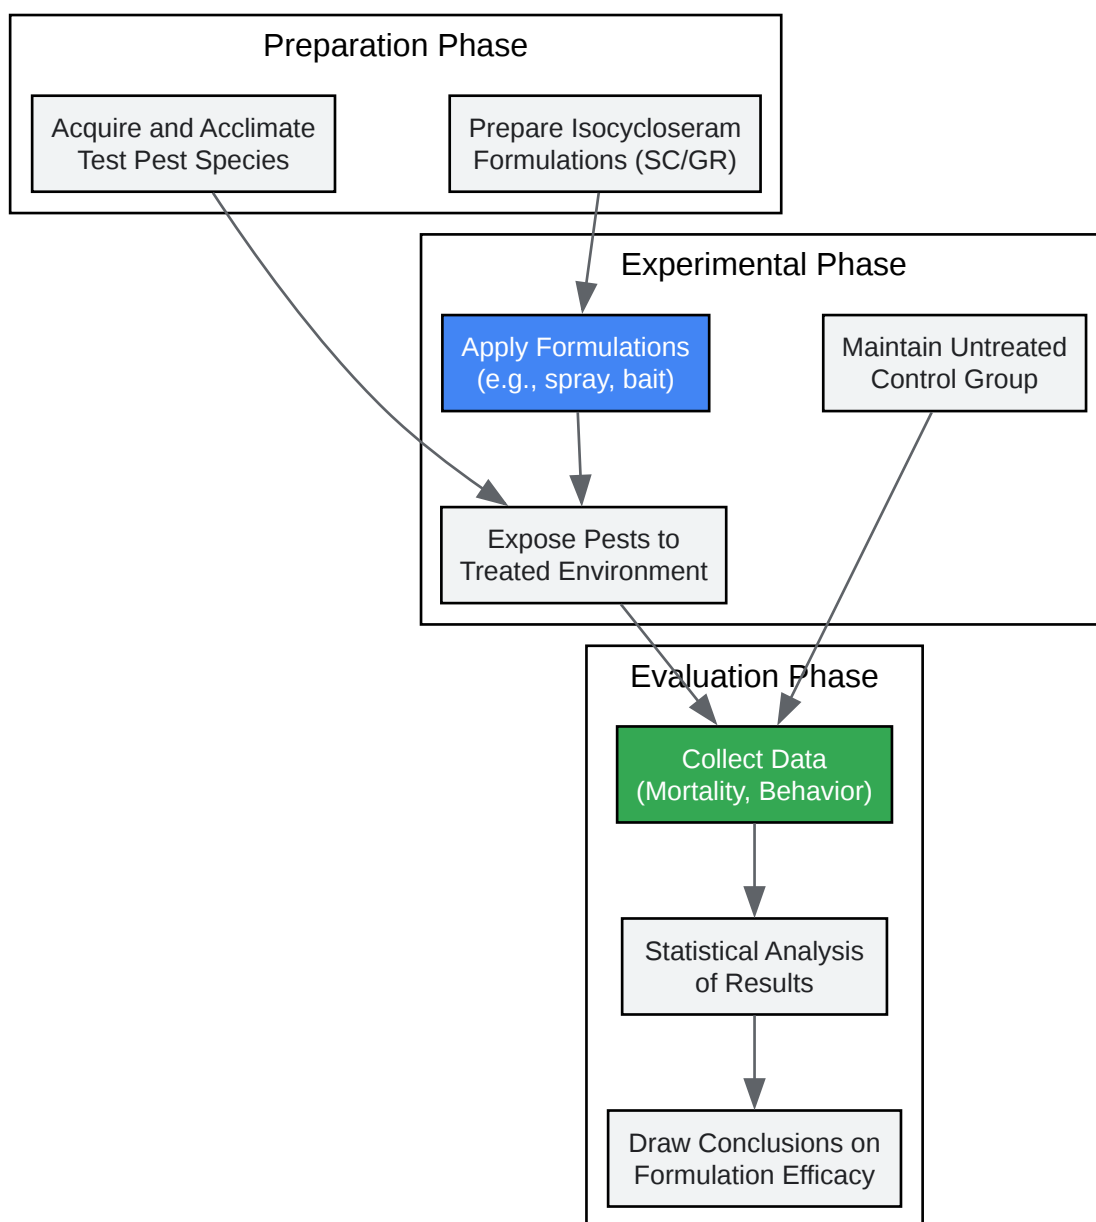 Preparation Phase
Acquire and Acclimate
Test Pest Species
Prepare Isocycloseram
Formulations (SC/GR)
Experimental Phase
Apply Formulations
(e.g., spray, bait)
Maintain Untreated
Control Group
Expose Pests to
Treated Environment
Evaluation Phase
Collect Data
(Mortality, Behavior)
Statistical Analysis
of Results
Draw Conclusions on
Formulation Efficacy